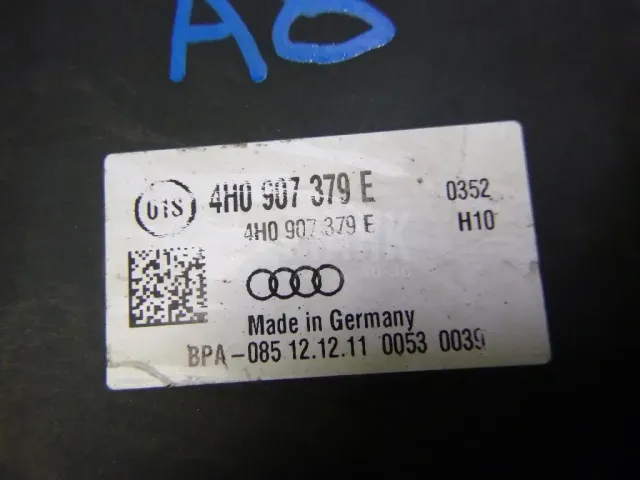 A8
01S 4H0 907 379 E 0352
4H0 907 379 E H10
Made in Germany
BPA-085 12.12.11 0053 0039